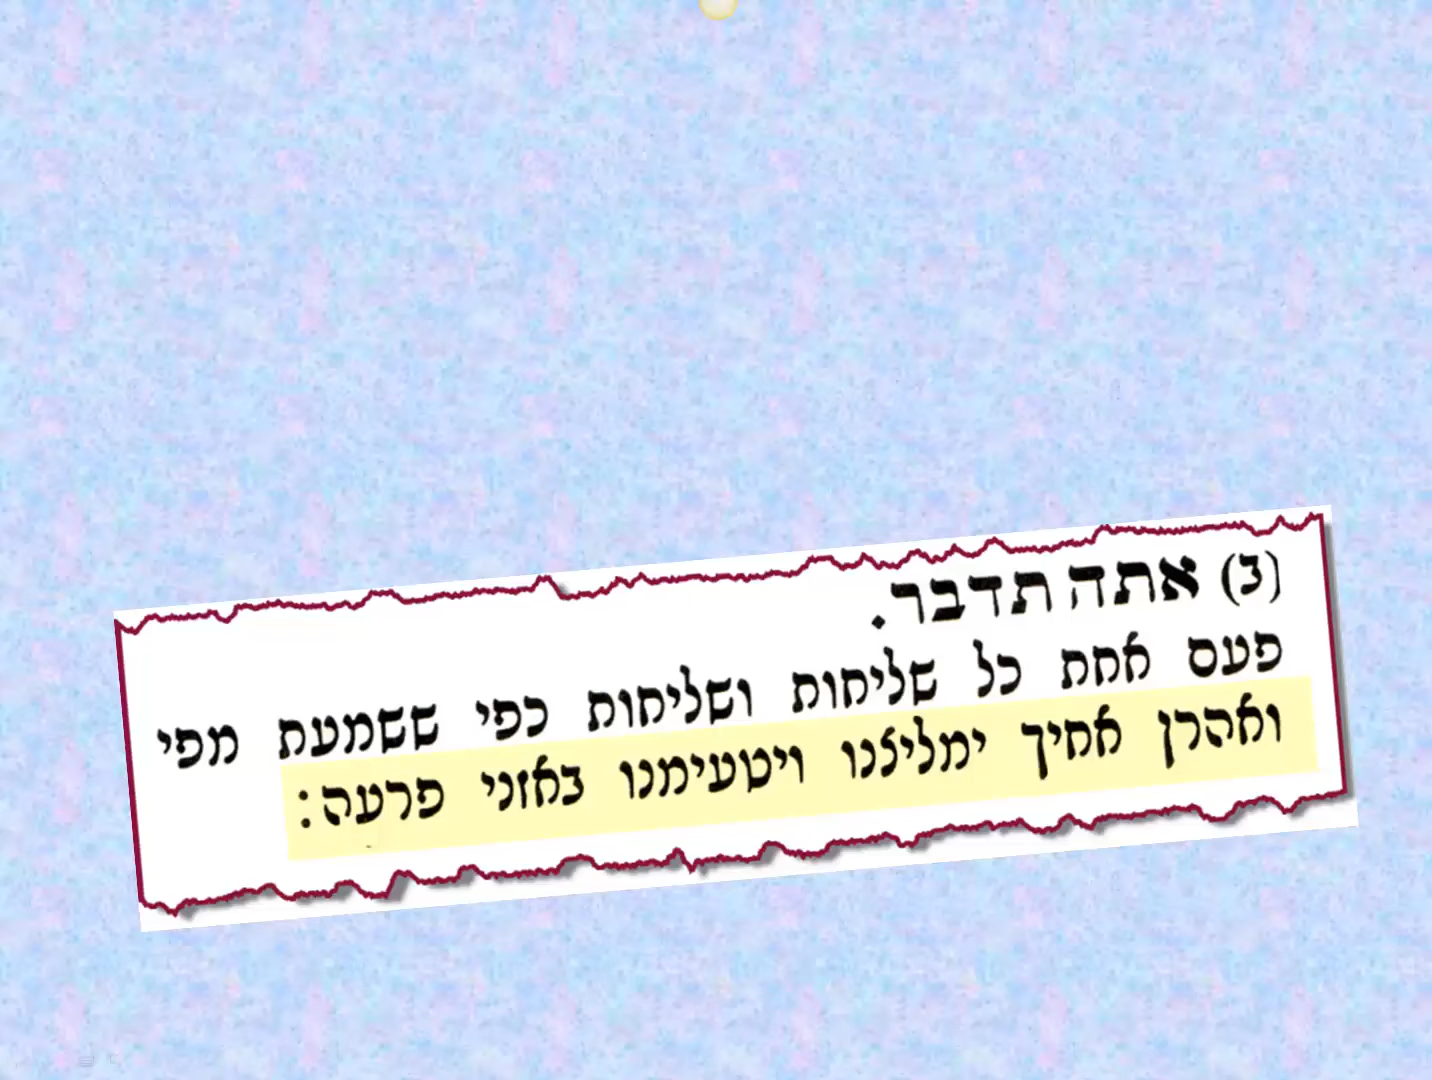 (ב) אתה תדבר.
פעם אחת כל שליחות ושליחות כפי ששמעת מפי
ואהרן אחיך ימליצנו ויטעימנו באזני פרעה: